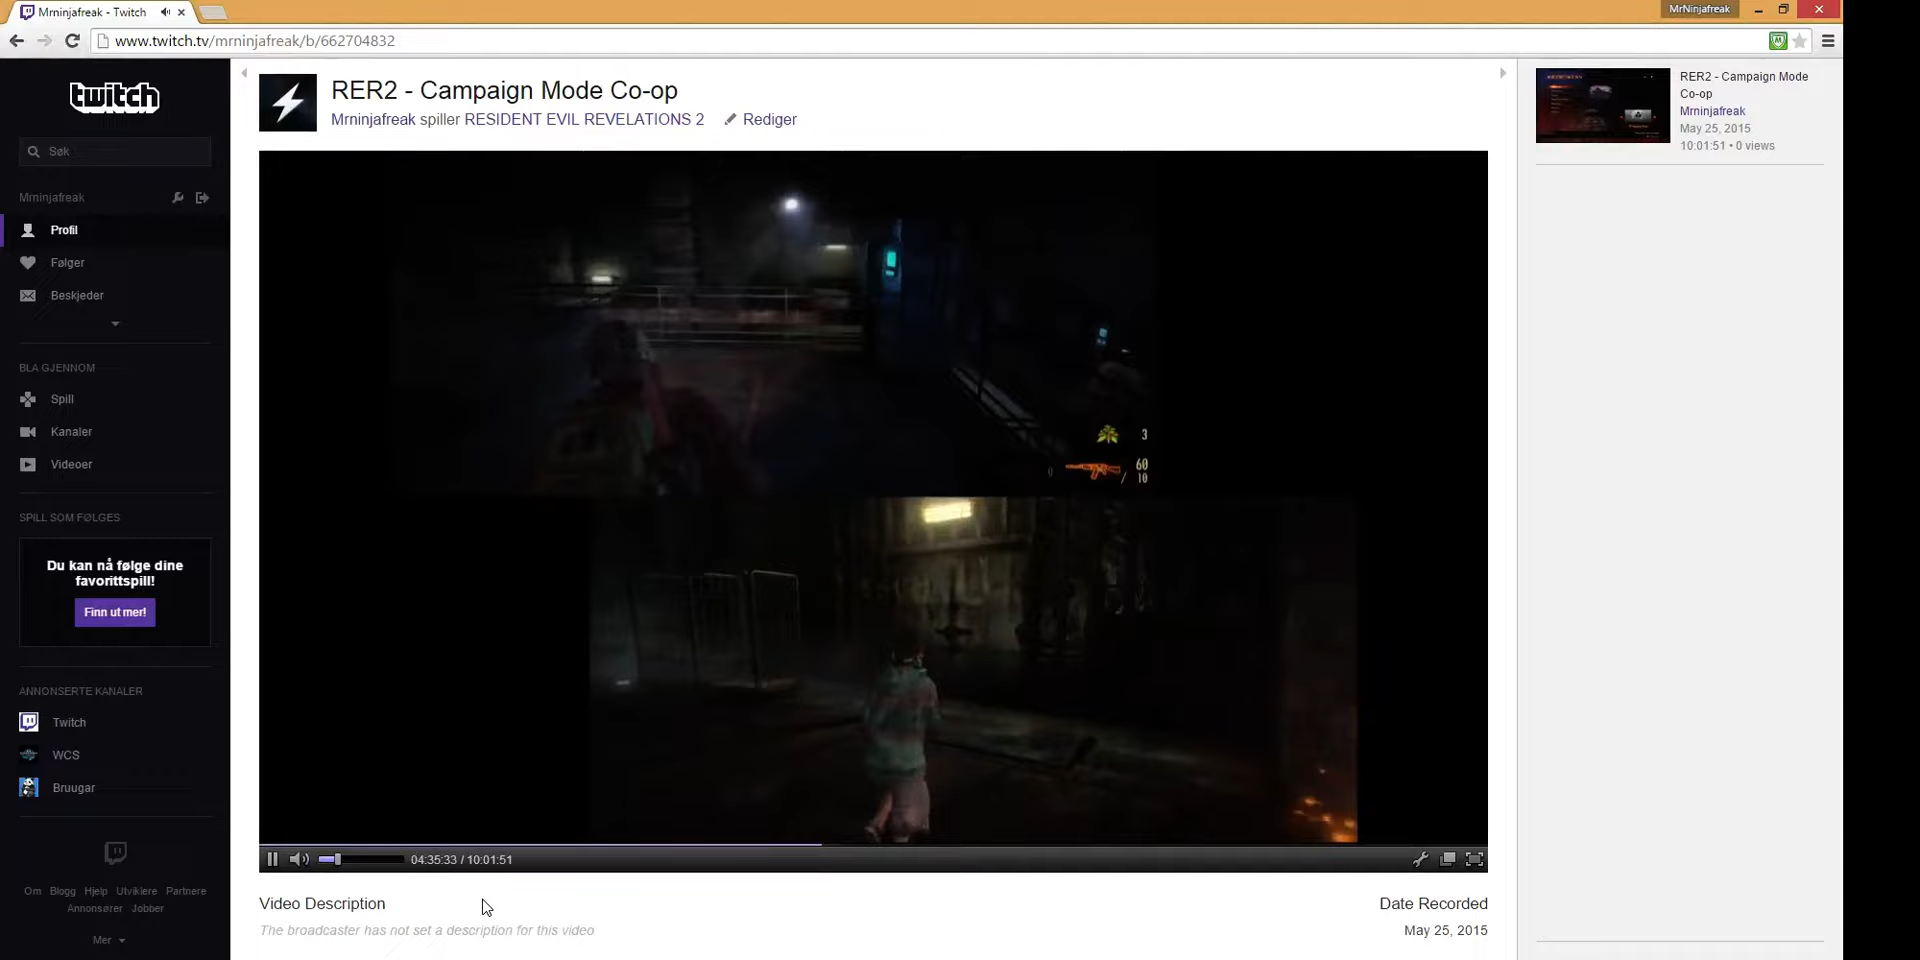 Mrninjafreak - Twitch
MrNinjafreak
www.twitch.tv/mrninjafreak/b/662704832
twitch
Søk
Mrninjafreak
Profil
Følger
Beskjeder
BLA GJENNOM
Spill
Kanaler
Videoer
SPILL SOM FØLGES
Du kan nå følge dine
favorittspill!
Finn ut mer!
ANNONSERTE KANALER
Twitch
WCS
Bruugar
Om Blogg Hjelp Utviklere Partnere
Annonsører Jobber
Mer
RER2 - Campaign Mode Co-op
Mrninjafreak spiller RESIDENT EVIL REVELATIONS 2 Rediger
3
0 60
/ 10
04:35:33 / 10:01:51
Video Description
The broadcaster has not set a description for this video
Date Recorded
May 25, 2015
RER2 - Campaign Mode
Co-op
Mrninjafreak
May 25, 2015
10:01:51 • 0 views